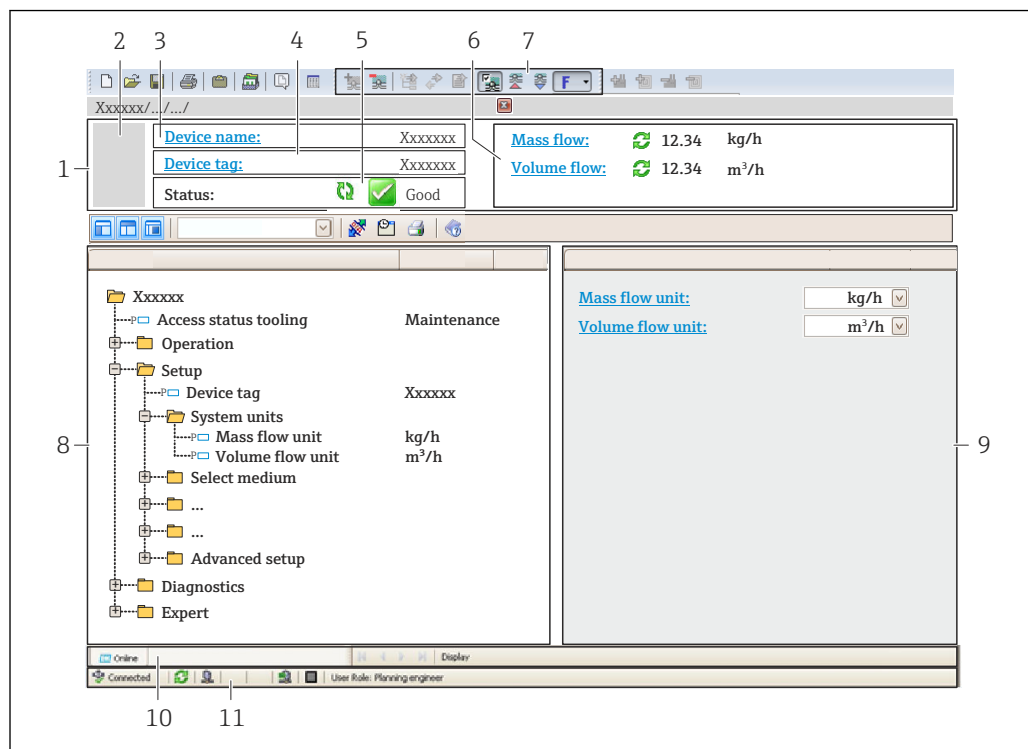 2 3 4 5 6 7
F
Xxxxxx/.../.../
1
Device name: Xxxxxxx
Device tag: Xxxxxxx
Status: Good
Mass flow: 12.34 kg/h
Volume flow: 12.34 m³/h
Xxxxxx
P Access status tooling Maintenance
Operation
Setup
P Device tag Xxxxxx
System units
P Mass flow unit kg/h
P Volume flow unit m³/h
Select medium
...
...
Advanced setup
Diagnostics
Expert
8
Mass flow unit: kg/h
Volume flow unit: m³/h
9
Online Display
Connected User Role: Planning engineer
10 11